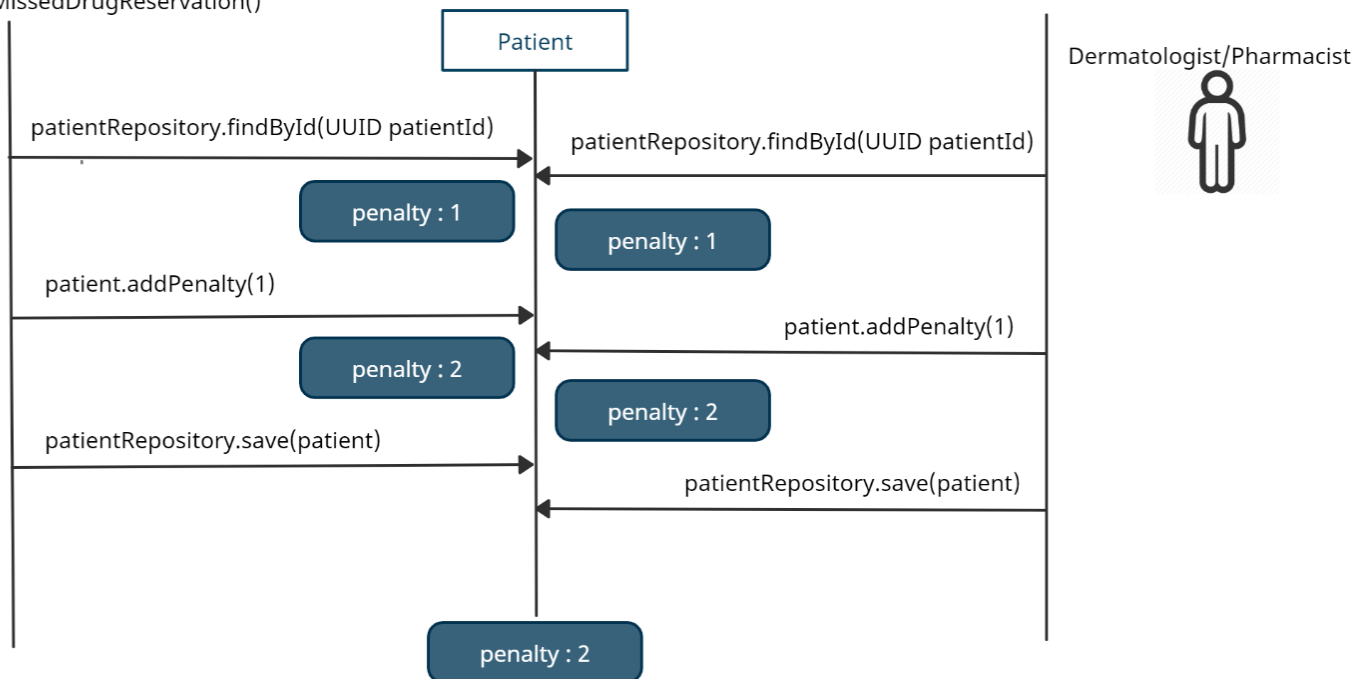 MissedDrugReservation()
Patient
Dermatologist/Pharmacist
patientRepository.findById(UUID patientId)
patientRepository.findById(UUID patientId)
penalty : 1
penalty : 1
patient.addPenalty(1)
patient.addPenalty(1)
penalty : 2
penalty : 2
patientRepository.save(patient)
patientRepository.save(patient)
penalty : 2